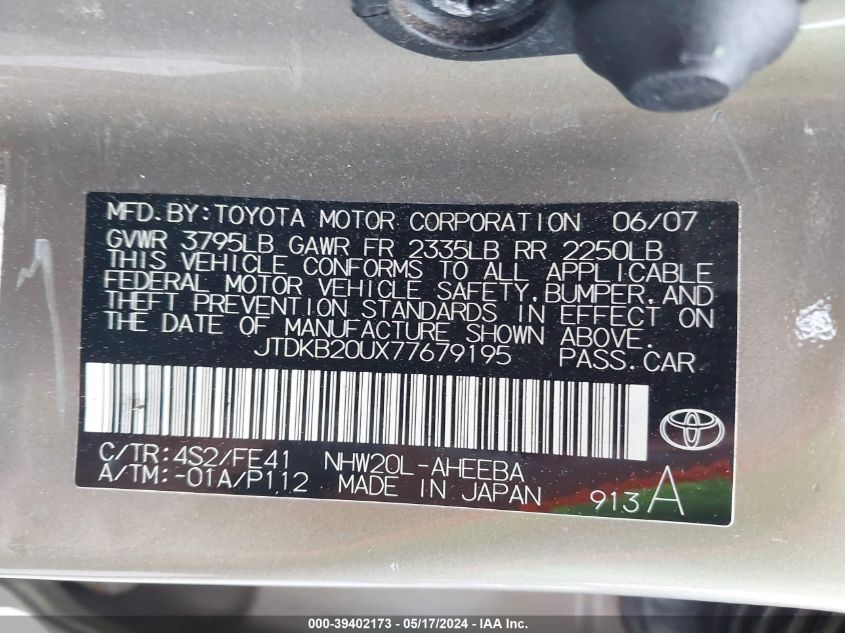 MFD.BY:TOYOTA MOTOR CORPORATION 06/07
GVWR 3795LB GAWR FR 2335LB RR 2250LB
THIS VEHICLE CONFORMS TO ALL APPLICABLE
FEDERAL MOTOR VEHICLE SAFETY,BUMPER,AND
THEFT PREVENTION STANDARDS IN EFFECT ON
THE DATE OF MANUFACTURE SHOWN ABOVE.
JTDKB20UX77679195 PASS.CAR
C/TR:4S2/FE41 NHW20L-AHEEBA
A/TM:-01A/P112 MADE IN JAPAN 913A
000-39402173 - 05/17/2024 - IAA Inc.